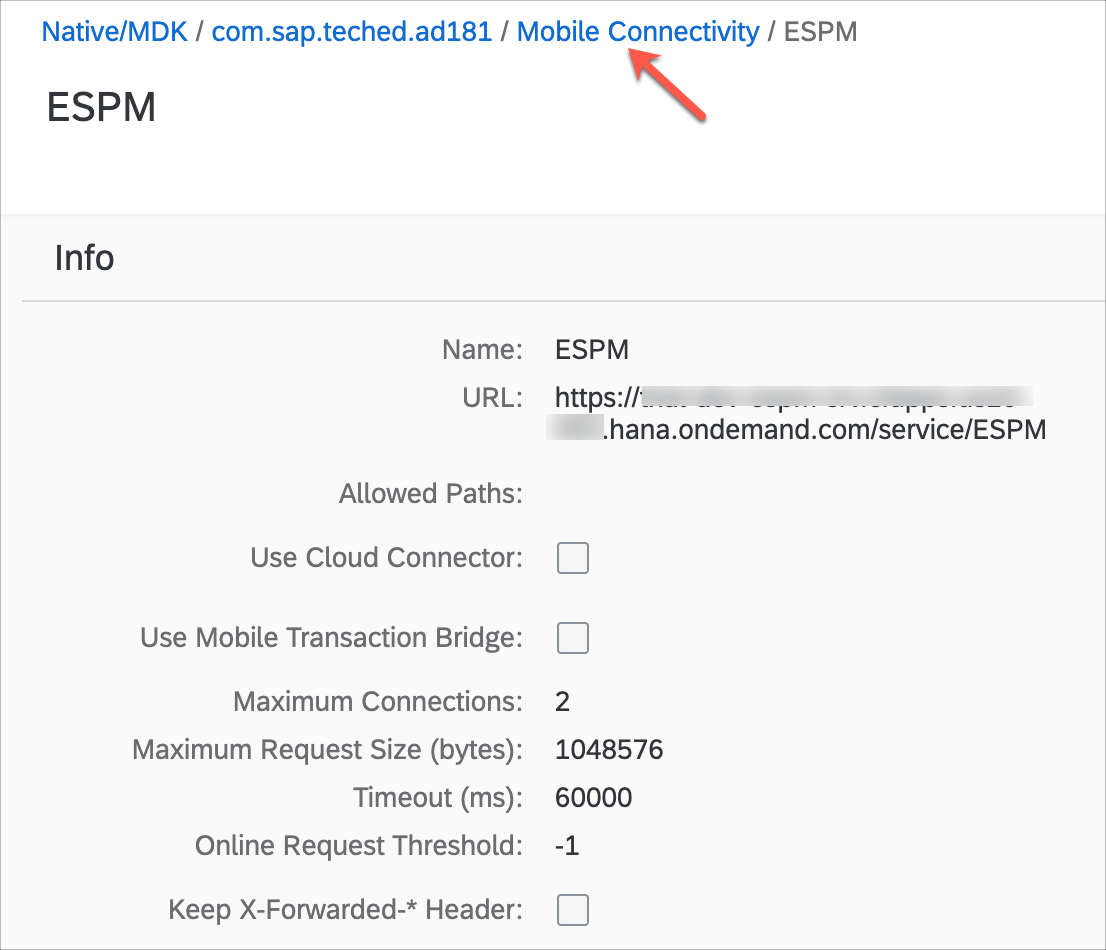 Native/MDK / com.sap.teched.ad181 / Mobile Connectivity / ESPM
ESPM
Info
Name: ESPM
URL: https://
.hana.ondemand.com/service/ESPM
Allowed Paths:
Use Cloud Connector:
Use Mobile Transaction Bridge:
Maximum Connections: 2
Maximum Request Size (bytes): 1048576
Timeout (ms): 60000
Online Request Threshold: -1
Keep X-Forwarded-* Header: